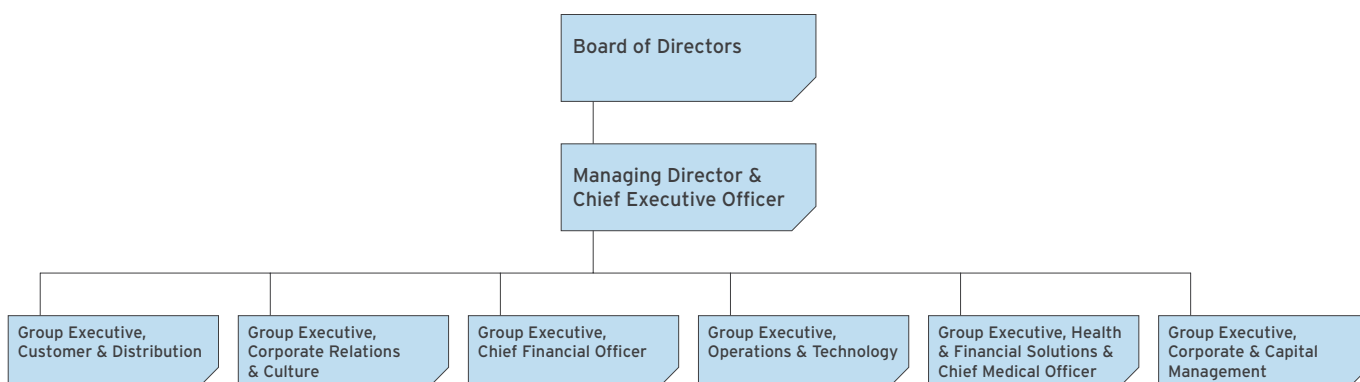 Board of Directors
Managing Director &
Chief Executive Officer
Group Executive,
Customer & Distribution
Group Executive,
Corporate Relations
& Culture
Group Executive,
Chief Financial Officer
Group Executive,
Operations & Technology
Group Executive, Health
& Financial Solutions &
Chief Medical Officer
Group Executive,
Corporate & Capital
Management